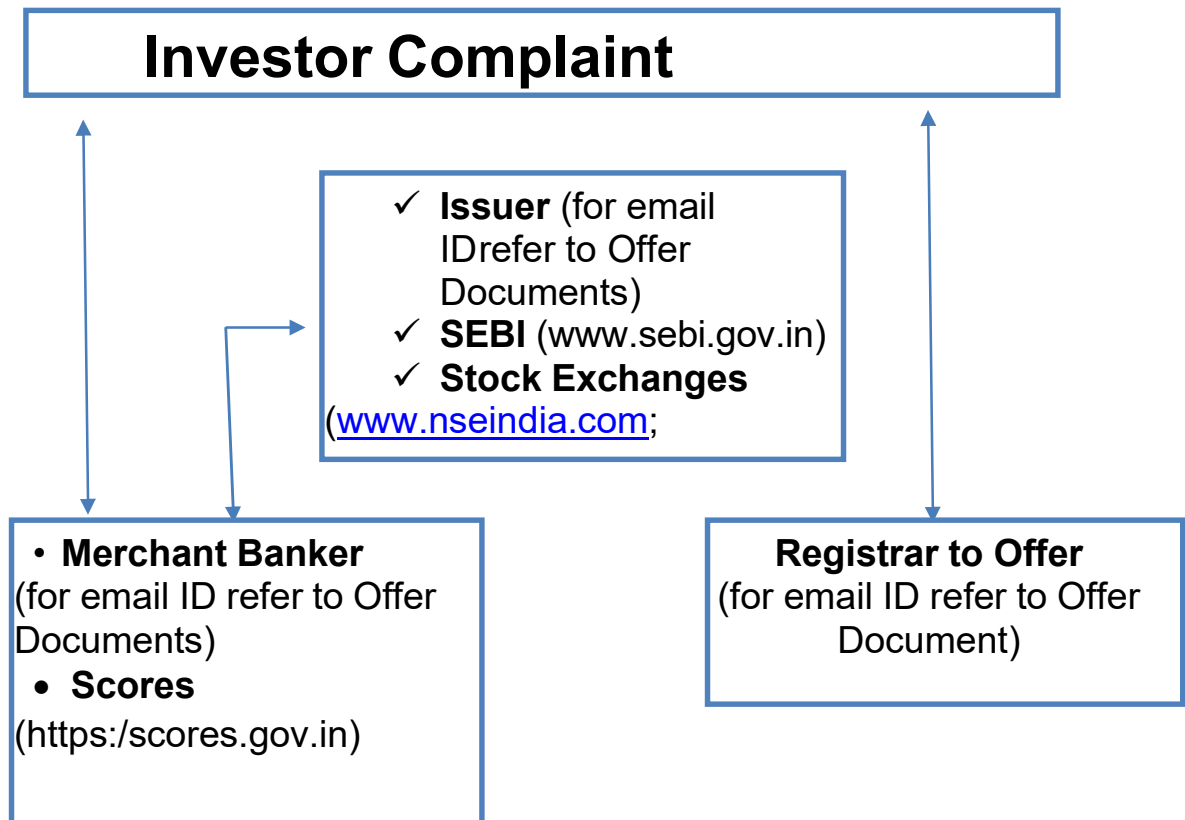 Investor Complaint
✓ Issuer (for email
IDrefer to Offer
Documents)
✓ SEBI (www.sebi.gov.in)
✓ Stock Exchanges
(www.nseindia.com;
• Merchant Banker
(for email ID refer to Offer
Documents)
• Scores
(https:/scores.gov.in)
Registrar to Offer
(for email ID refer to Offer
Document)